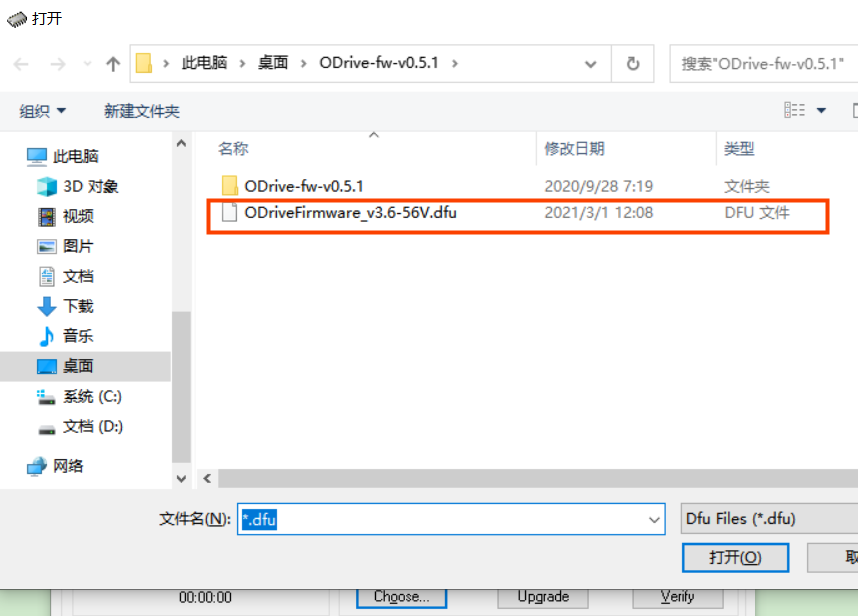 打开
此电脑 › 桌面 › ODrive-fw-v0.5.1 ›
搜索"ODrive-fw-v0.5.1"
组织
新建文件夹
名称
修改日期
类型
此电脑
3D 对象
视频
图片
文档
下载
音乐
桌面
系统 (C:)
文档 (D:)
网络
ODrive-fw-v0.5.1
2020/9/28 7:19
文件夹
ODriveFirmware_v3.6-56V.dfu
2021/3/1 12:08
DFU 文件
文件名(N):
*.dfu
Dfu Files (*.dfu)
打开(O)
取
00:00:00
Choose...
Upgrade
Verify